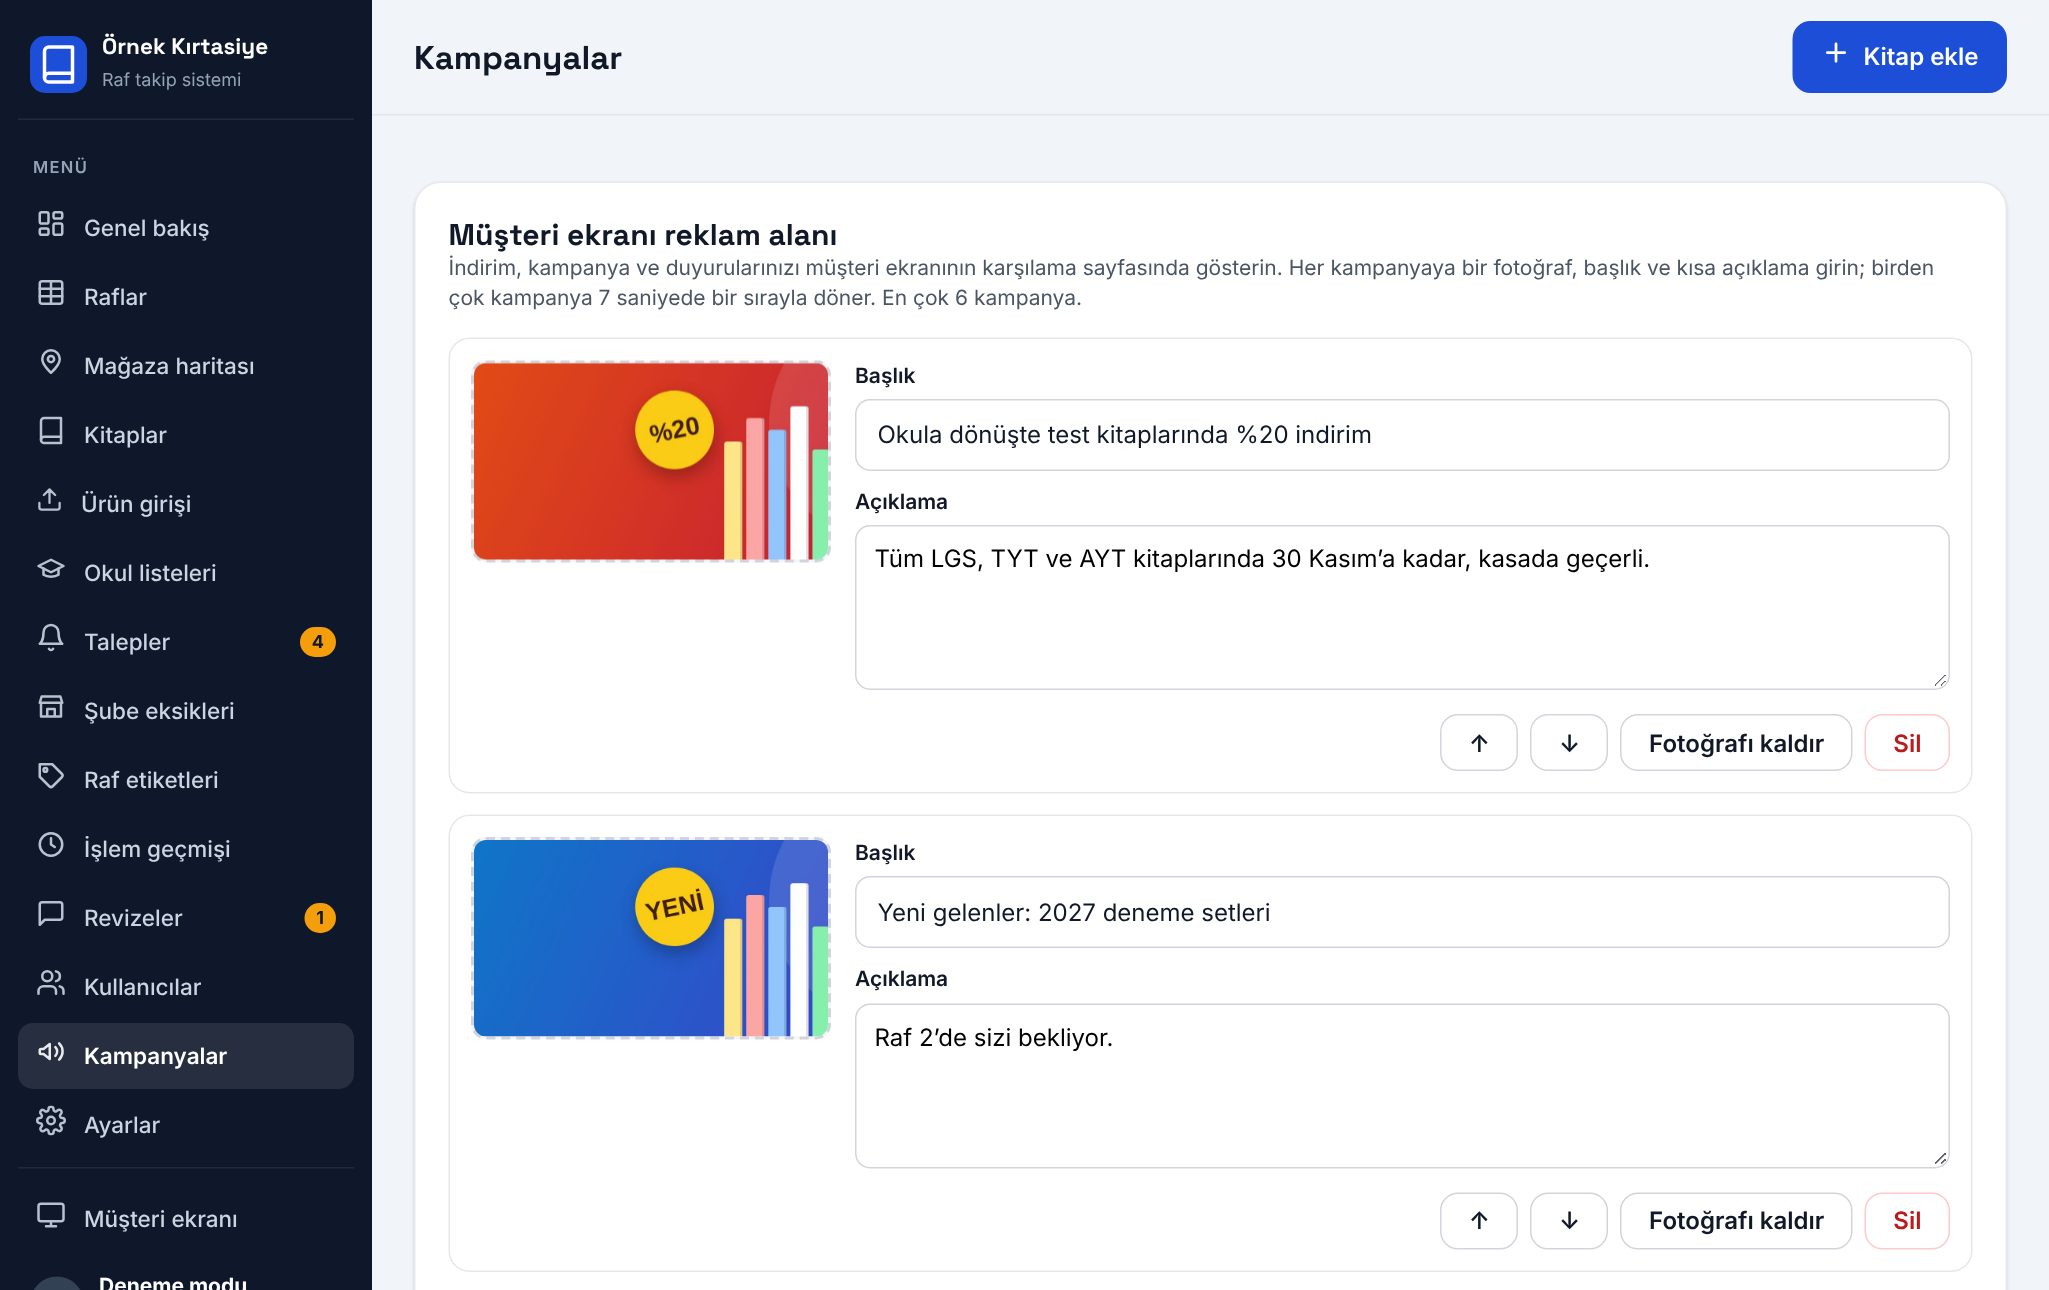 Örnek Kırtasiye
Raf takip sistemi
MENÜ
Genel bakış
Raflar
Mağaza haritası
Kitaplar
Ürün girişi
Okul listeleri
Talepler 4
Şube eksikleri
Raf etiketleri
İşlem geçmişi
Revizeler 1
Kullanıcılar
Kampanyalar
Ayarlar
Müşteri ekranı
Deneme modu
Kampanyalar
+ Kitap ekle
Müşteri ekranı reklam alanı
İndirim, kampanya ve duyurularınızı müşteri ekranının karşılama sayfasında gösterin. Her kampanyaya bir fotoğraf, başlık ve kısa açıklama girin; birden
çok kampanya 7 saniyede bir sırayla döner. En çok 6 kampanya.
%20
Başlık
Okula dönüşte test kitaplarında %20 indirim
Açıklama
Tüm LGS, TYT ve AYT kitaplarında 30 Kasım’a kadar, kasada geçerli.
↑ ↓ Fotoğrafı kaldır Sil
YENİ
Başlık
Yeni gelenler: 2027 deneme setleri
Açıklama
Raf 2’de sizi bekliyor.
↑ ↓ Fotoğrafı kaldır Sil